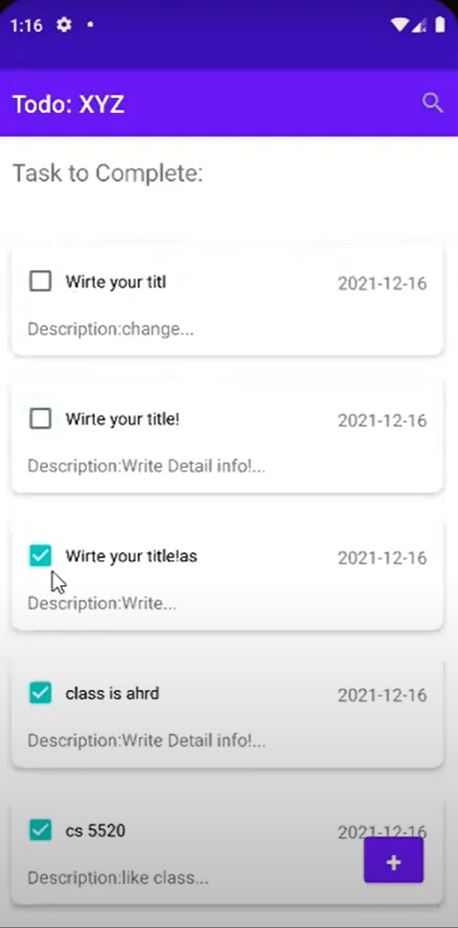 1:16
Todo: XYZ
Task to Complete:
Wirte your titl
2021-12-16
Description:change...
Wirte your title!
2021-12-16
Description:Write Detail info!...
Wirte your title!as
2021-12-16
Description:Write...
class is ahrd
2021-12-16
Description:Write Detail info!...
cs 5520
2021-12-16
Description:like class...
+